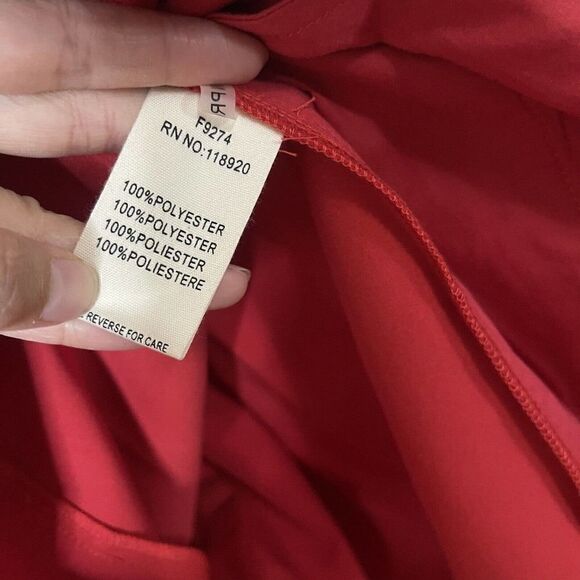 F9274
RN NO:118920
100%POLYESTER
100%POLYESTER
100%POLIESTER
100%POLIESTERE
REVERSE FOR CARE